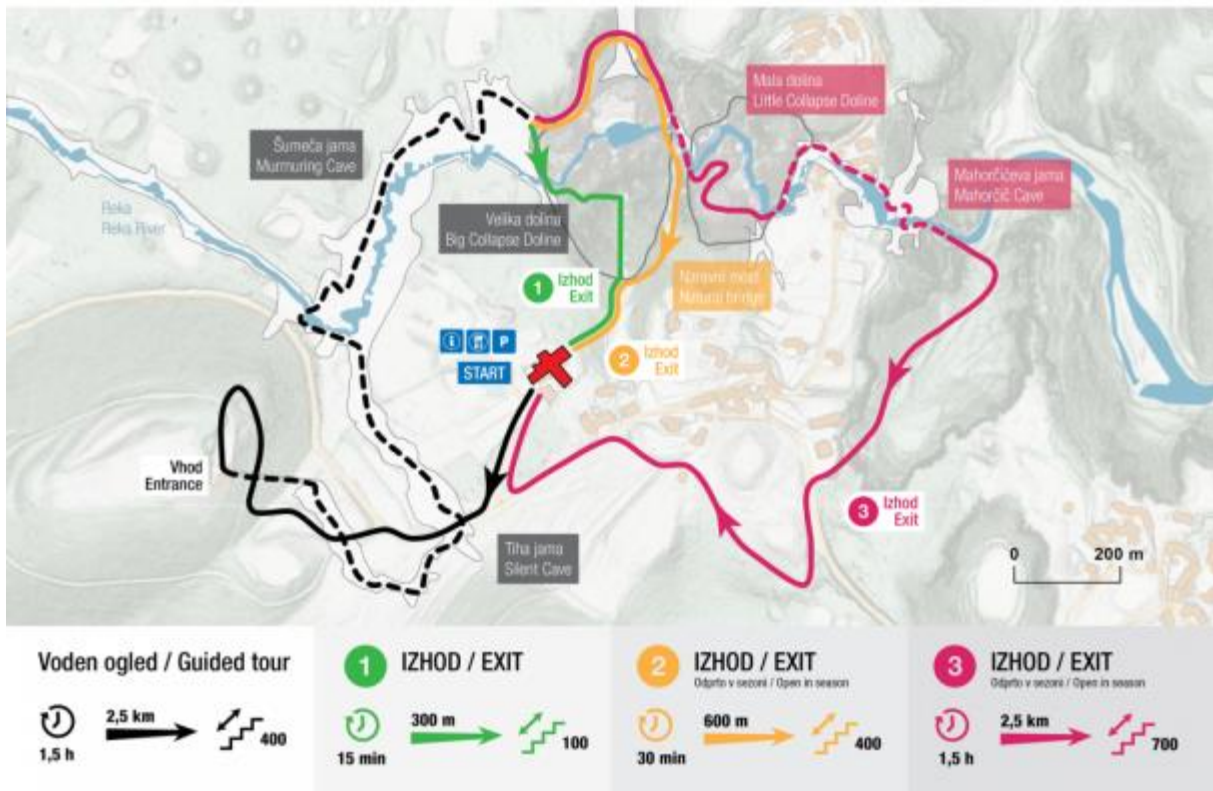 Šumeča jama
Murmuring Cave
Mala dolina
Little Collapse Doline
Mahorčičeva jama
Mahorčič Cave
Reka
Reka River
Velika dolina
Big Collapse Doline
1 Izhod
Exit
Naravni most
Natural bridge
i P
START
2 Izhod
Exit
Vhod
Entrance
3 Izhod
Exit
Tiha jama
Silent Cave
0 200 m
Voden ogled / Guided tour
2,5 km
400
1,5 h
1 IZHOD / EXIT
300 m
100
15 min
2 IZHOD / EXIT
Odprto v sezoni / Open in season
600 m
400
30 min
3 IZHOD / EXIT
Odprto v sezoni / Open in season
2,5 km
700
1,5 h